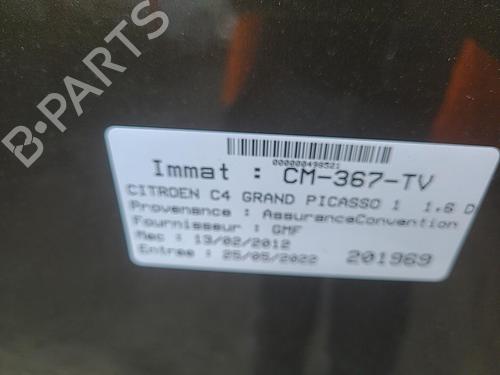 B-PARTS
000000498521
Immat : CM-367-TV
CITROEN C4 GRAND PICASSO 1 1.6 D
Provenance : AssuranceConvention
Fournisseur : GMF
Mec : 13/02/2012
Entree : 25/05/2022 201969